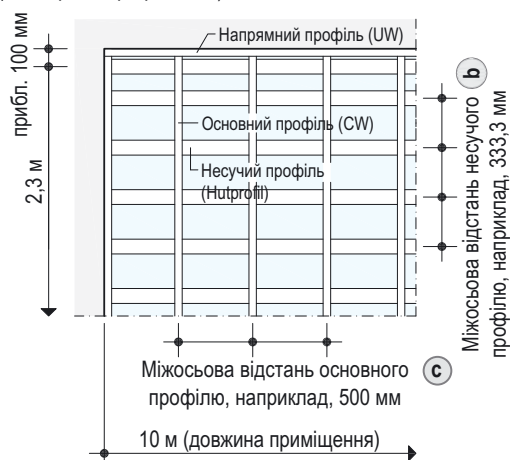 Напрямний профіль (UW)
прибл. 100 мм
2,3 м
Основний профіль (CW)
Несучий профіль
(Hutprofil)
b
Міжосьова відстань несучого
профілю, наприклад, 333,3 мм
Міжосьова відстань основного
профілю, наприклад, 500 мм
c
10 м (довжина приміщення)